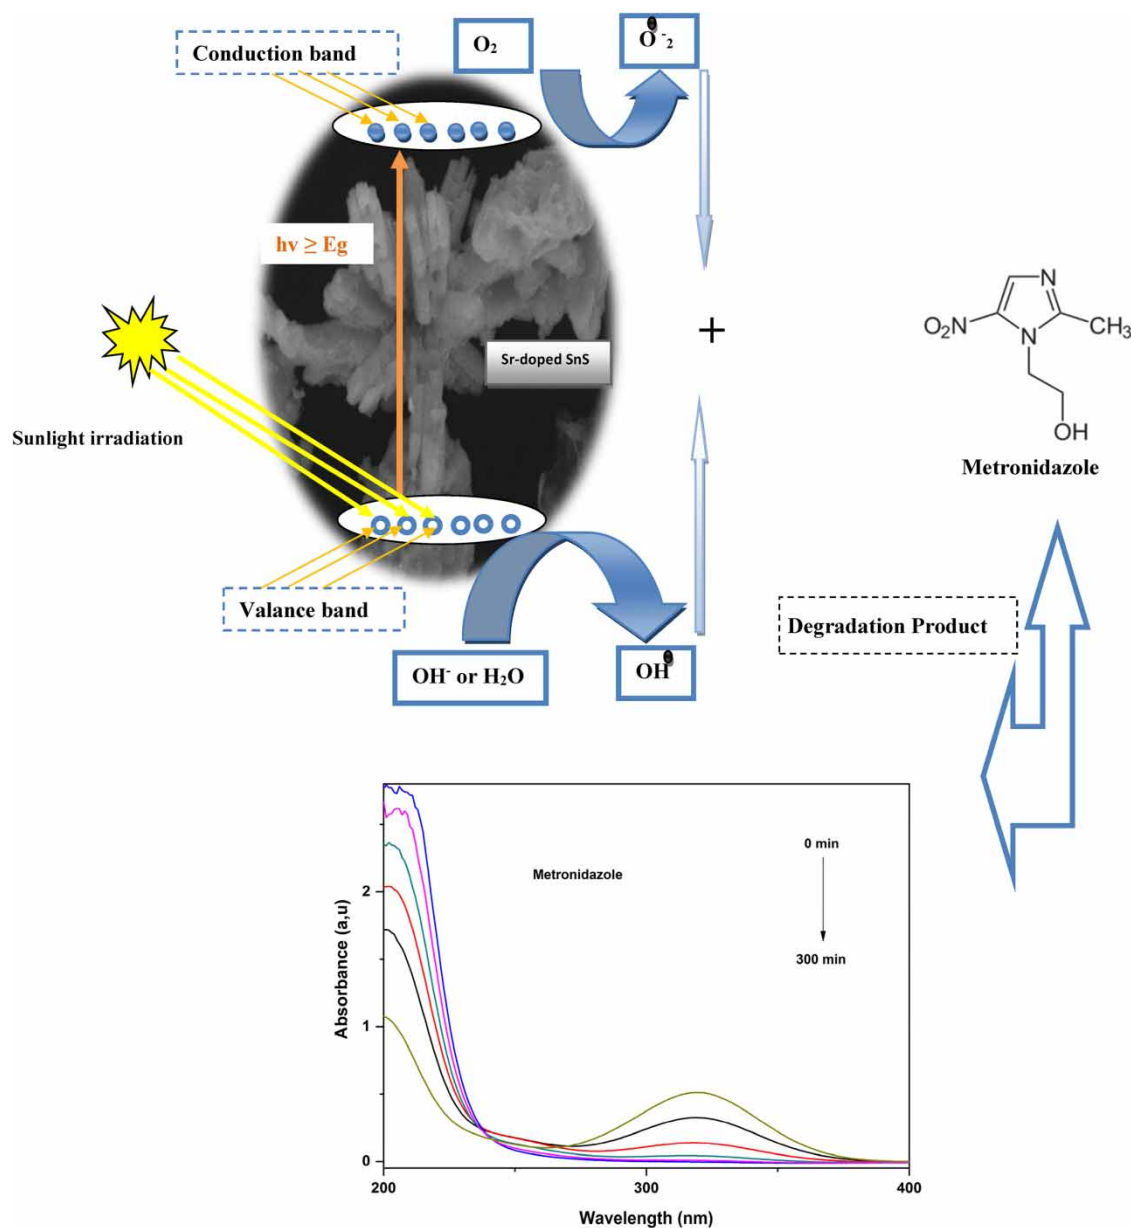 O₂
O˙⁻₂
Conduction band
hv ≥ Eg
Sr-doped SnS
Sunlight irradiation
+
O₂N
N
N
CH₃
OH
Metronidazole
Valance band
OH⁻ or H₂O
OH˙
Degradation Product
Metronidazole
0 min
300 min
Absorbance (a,u)
2
1
0
200
300
400
Wavelength (nm)